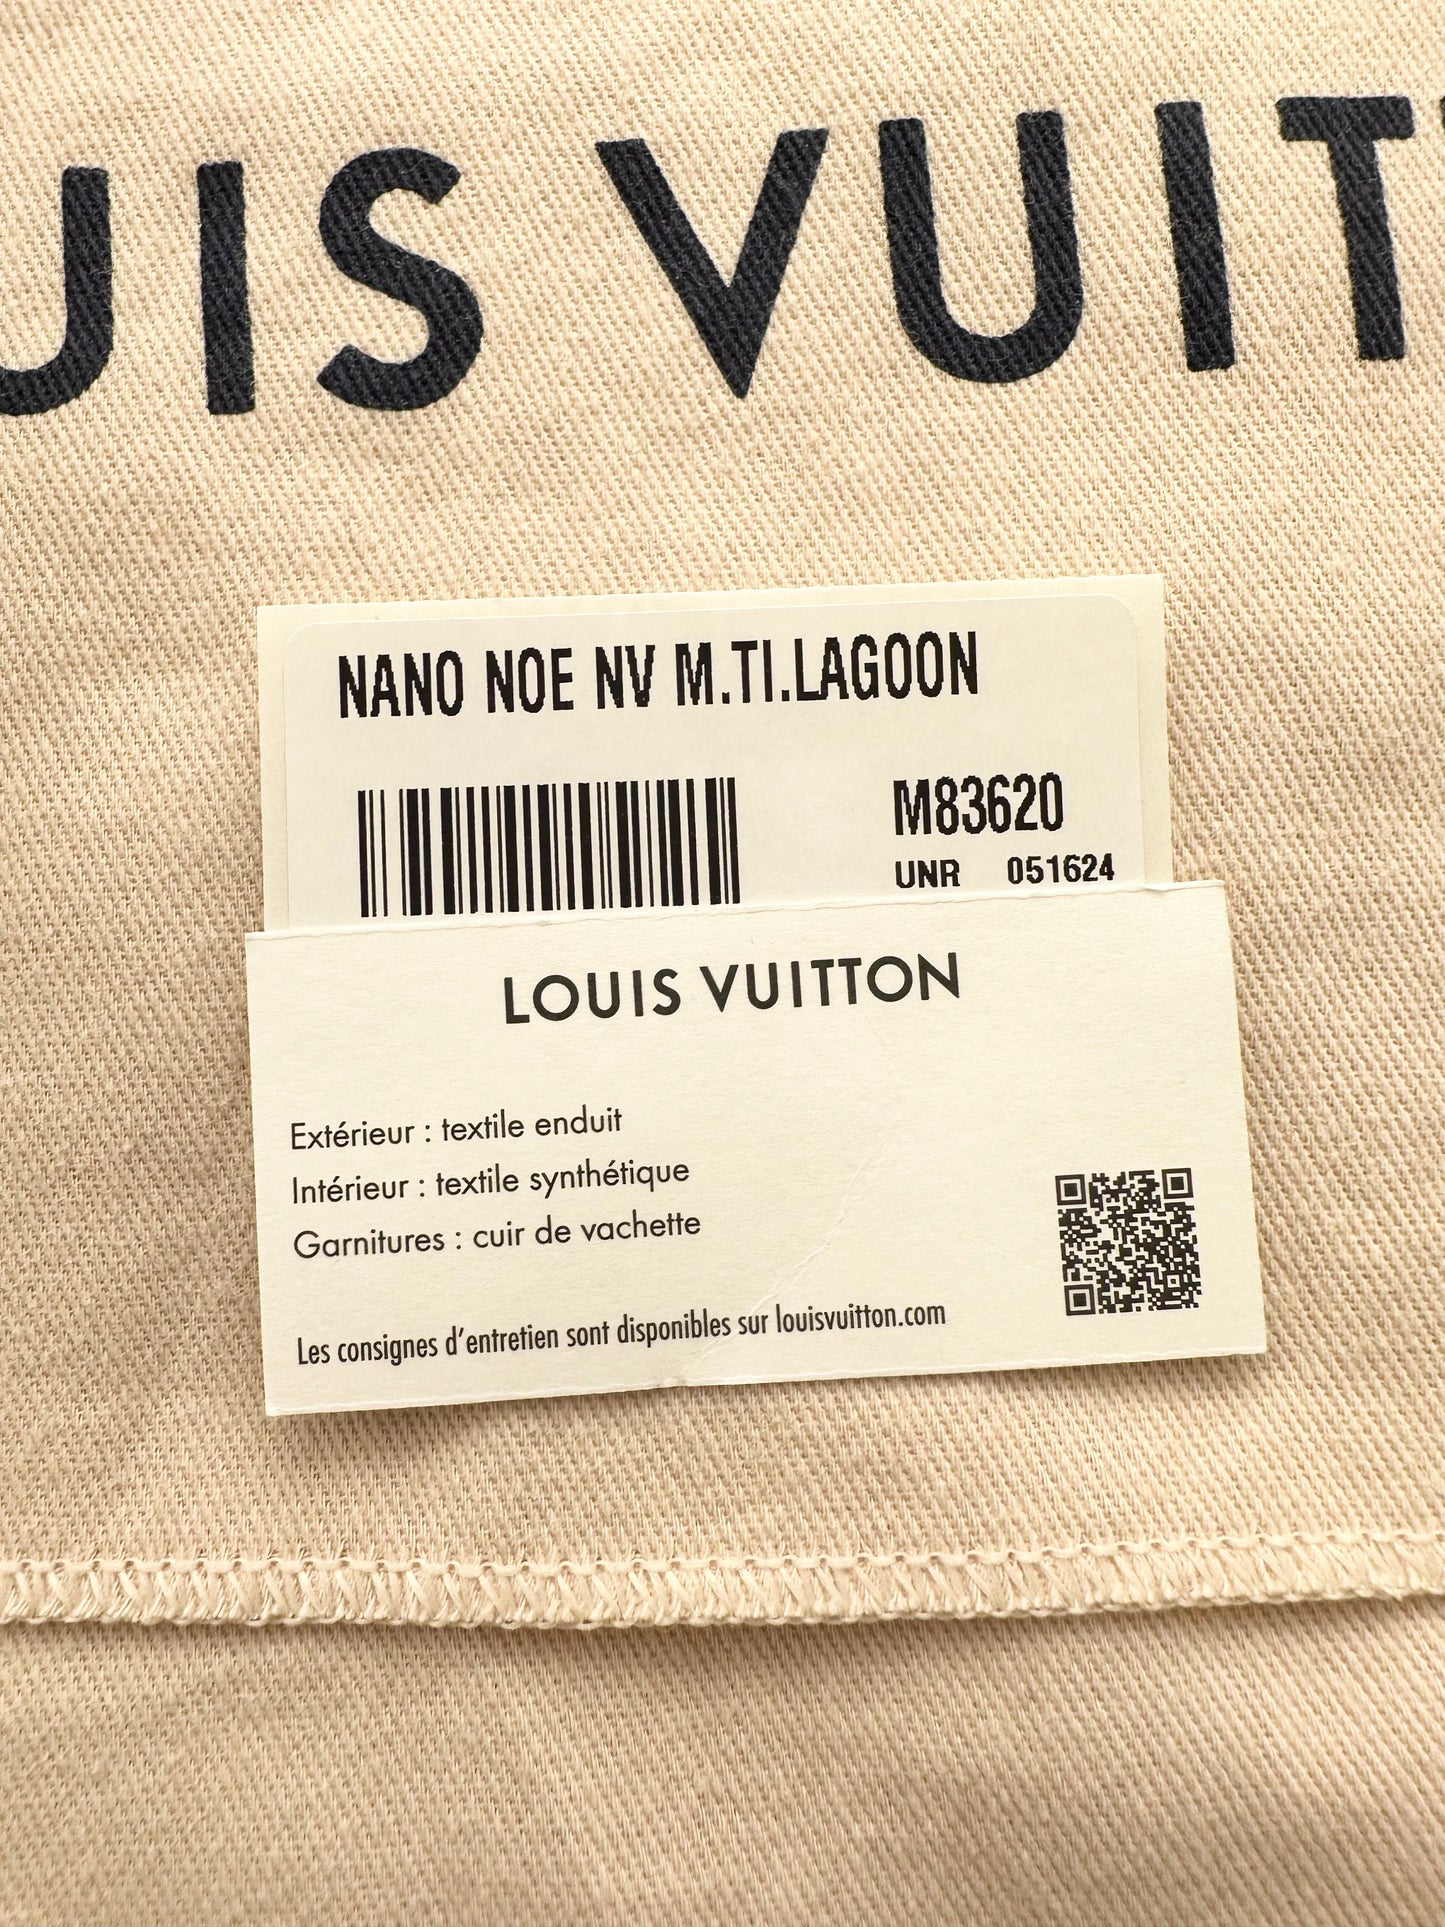 UIS VUIT
NANO NOE NV M.TI.LAGOON
M83620
UNR 051624
LOUIS VUITTON
Extérieur : textile enduit
Intérieur : textile synthétique
Garnitures : cuir de vachette
Les consignes d’entretien sont disponibles sur louisvuitton.com